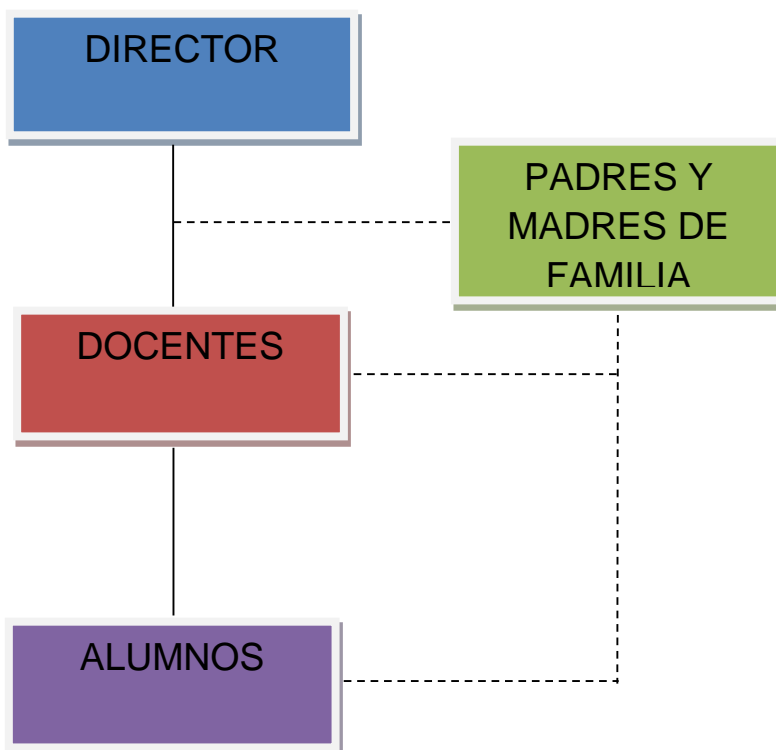 DIRECTOR
PADRES Y
MADRES DE
FAMILIA
DOCENTES
ALUMNOS